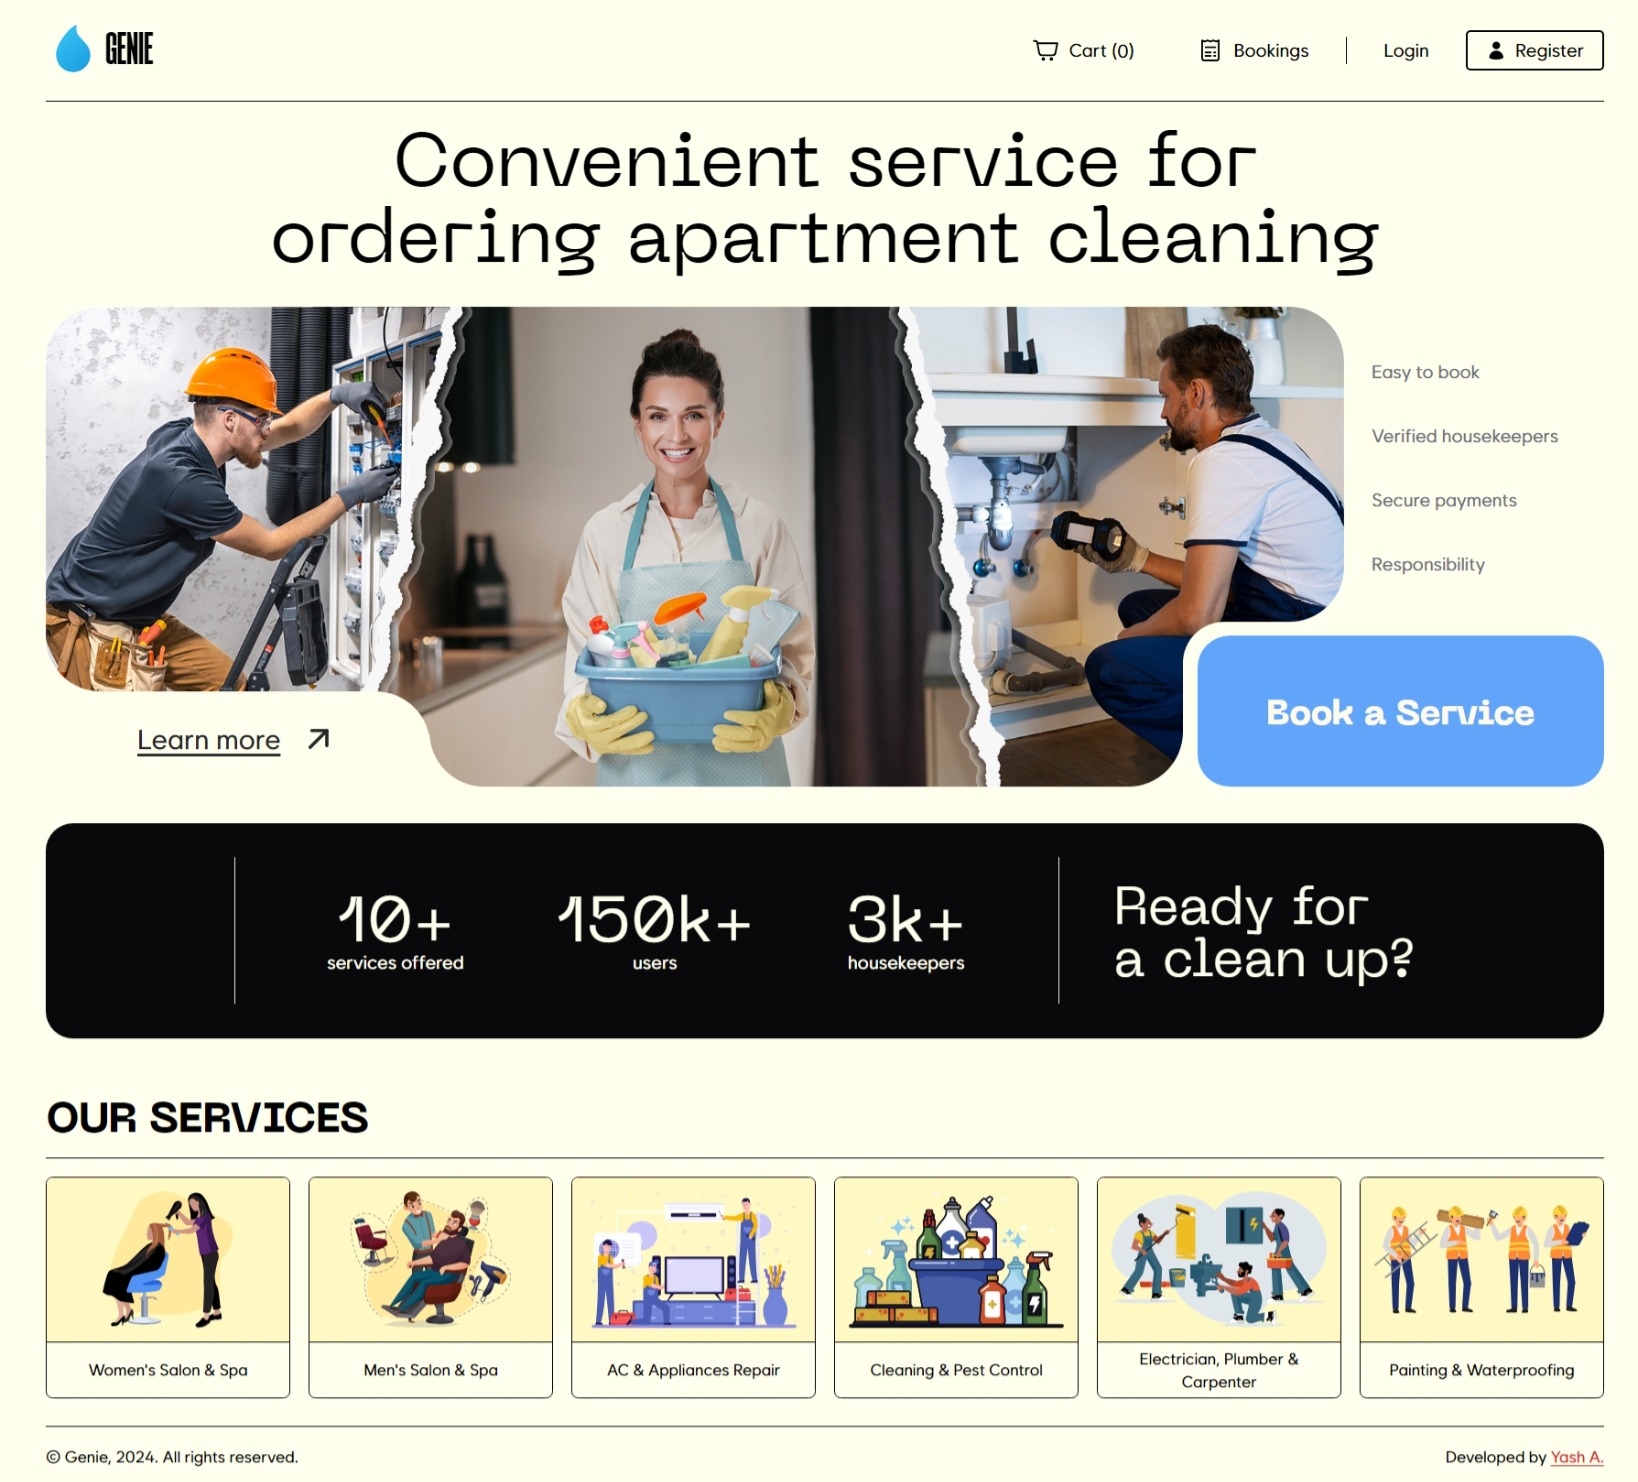 GENIE
Cart (0)
Bookings
Login
Register
Convenient service for
ordering apartment cleaning
Easy to book
Verified housekeepers
Secure payments
Responsibility
Learn more
Book a Service
10+
services offered
150k+
users
3k+
housekeepers
Ready for
a clean up?
OUR SERVICES
Women's Salon & Spa
Men's Salon & Spa
AC & Appliances Repair
Cleaning & Pest Control
Electrician, Plumber &
Carpenter
Painting & Waterproofing
© Genie, 2024. All rights reserved.
Developed by Yash A.